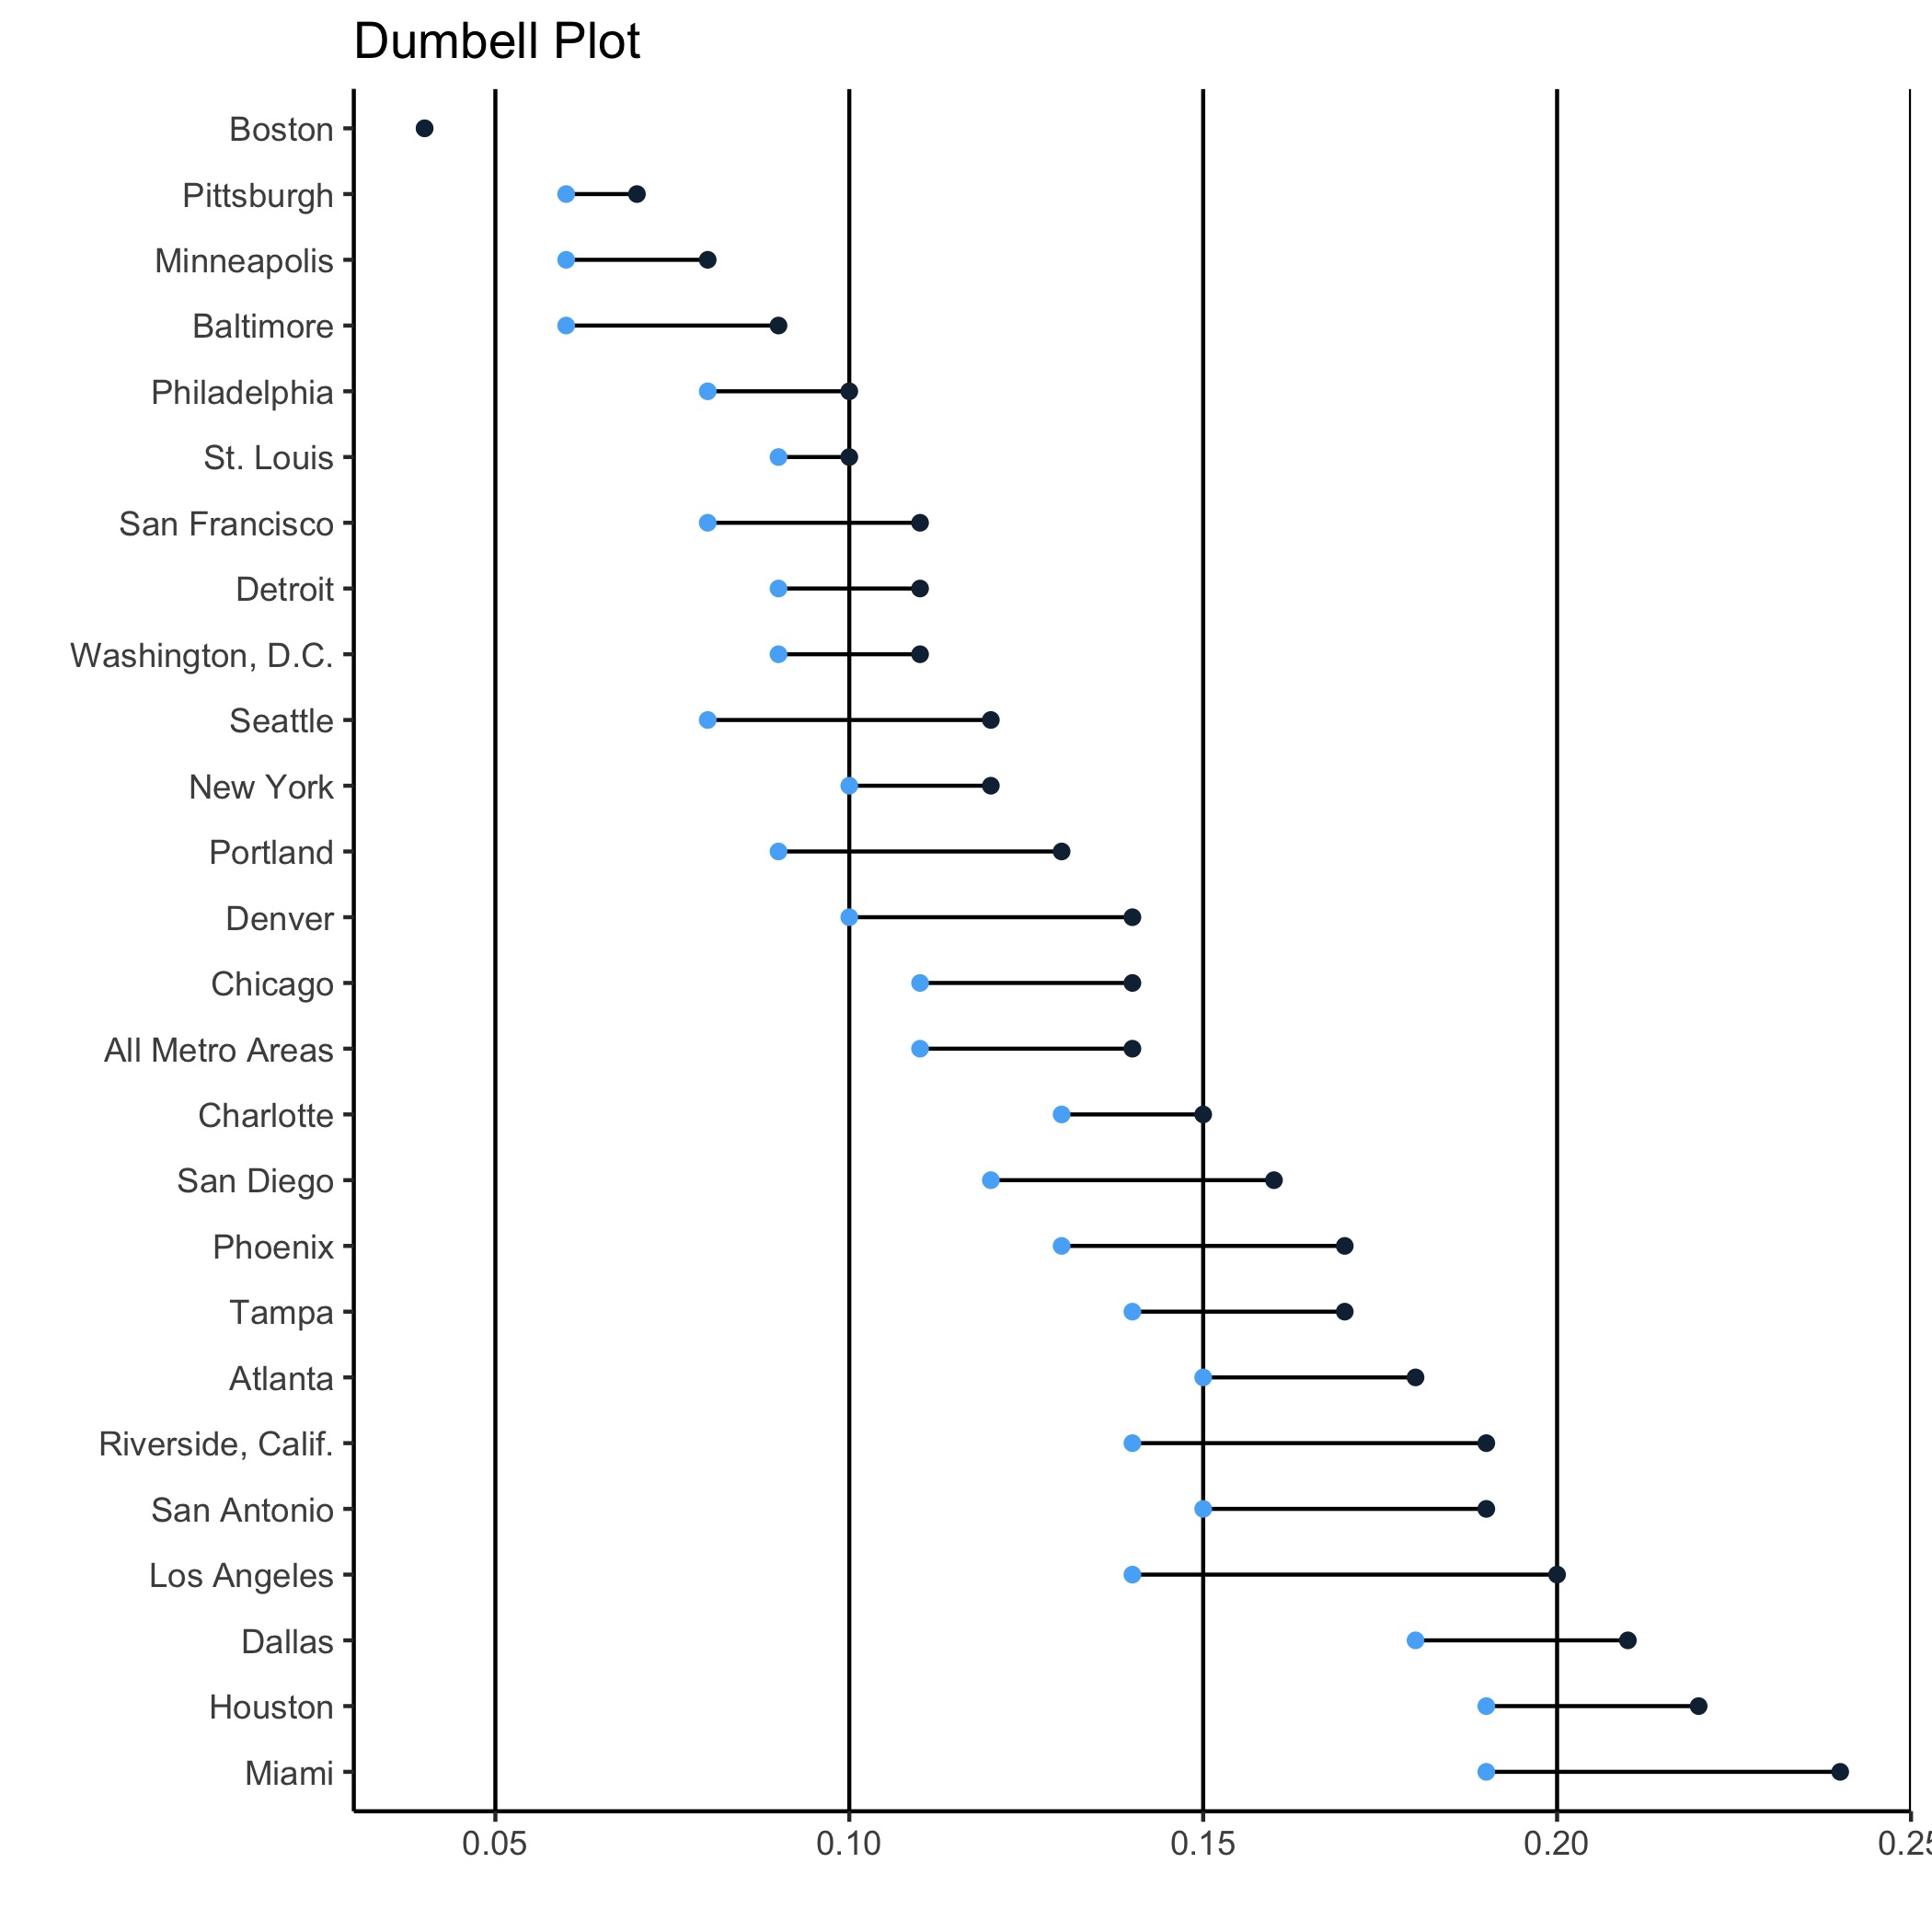 Dumbell Plot
Boston
Pittsburgh
Minneapolis
Baltimore
Philadelphia
St. Louis
San Francisco
Detroit
Washington, D.C.
Seattle
New York
Portland
Denver
Chicago
All Metro Areas
Charlotte
San Diego
Phoenix
Tampa
Atlanta
Riverside, Calif.
San Antonio
Los Angeles
Dallas
Houston
Miami
0.05 0.10 0.15 0.20 0.25